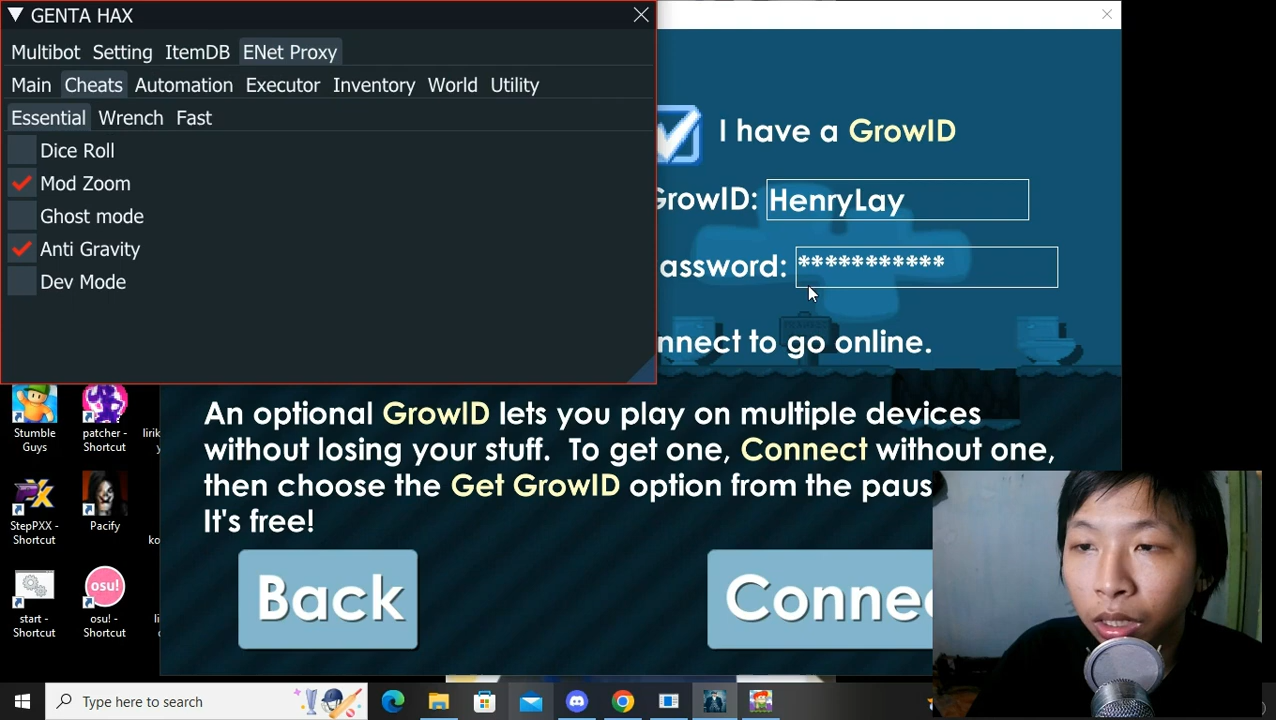 GENTA HAX
Multibot Setting ItemDB ENet Proxy
Main Cheats Automation Executor Inventory World Utility
Essential Wrench Fast
Dice Roll
Mod Zoom
Ghost mode
Anti Gravity
Dev Mode
I have a GrowID
GrowID: HenryLay
assword: ***********
nnect to go online.
An optional GrowID lets you play on multiple devices
without losing your stuff. To get one, Connect without one,
then choose the Get GrowID option from the paus
It's free!
Back
Connec
Stumble
Guys
patcher -
Shortcut
lirik
y
StepPXX -
Shortcut
Pacify
ko
start -
Shortcut
osu!
osu! -
Shortcut
li
Type here to search